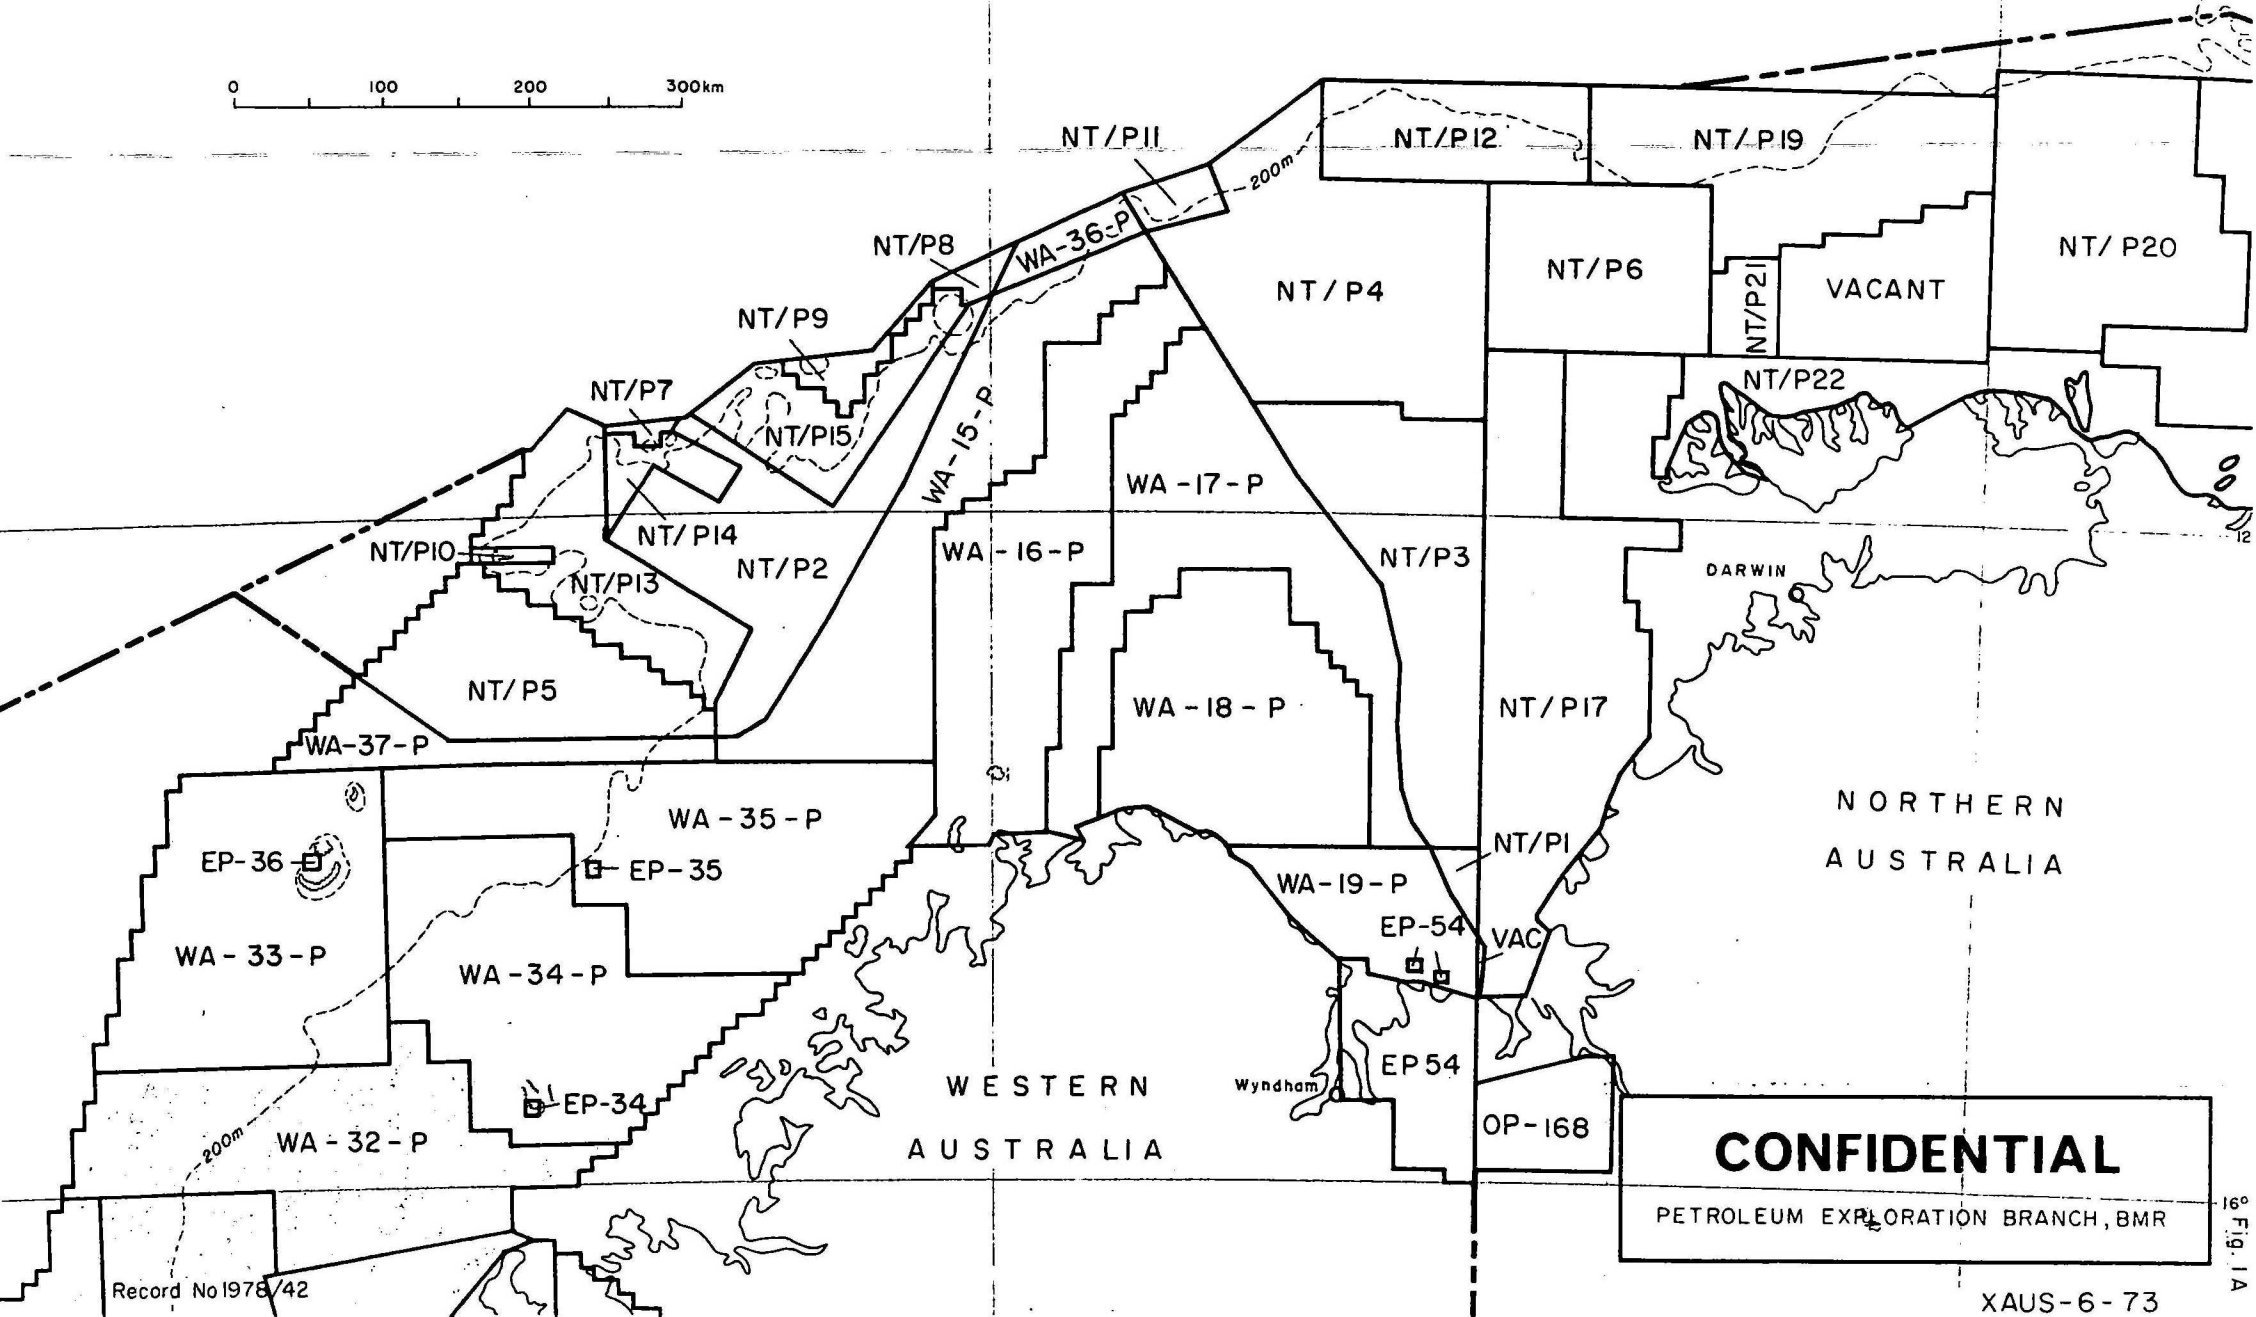 0 100 200 300km
NT/P11
NT/P12
NT/P19
200m
NT/P8
WA-36-P
NT/P20
NT/P6
NT/P4
NT/P21
VACANT
NT/P9
NT/P7
NT/P22
NT/P15
WA-15-P
WA-17-P
NT/P14
12
NT/P10
WA-16-P
NT/P3
NT/P13
NT/P2
DARWIN
NT/P5
WA-18-P
NT/P17
WA-37-P
NORTHERN
AUSTRALIA
WA-35-P
NT/P1
EP-36
EP-35
WA-19-P
EP-54
VAC
WA-33-P
WA-34-P
EP 54
Wyndham
WESTERN
AUSTRALIA
EP-34
OP-168
200m
WA-32-P
CONFIDENTIAL
PETROLEUM EXPLORATION BRANCH, BMR
16°
Fig. 1A
Record No 1978/42
XAUS-6-73